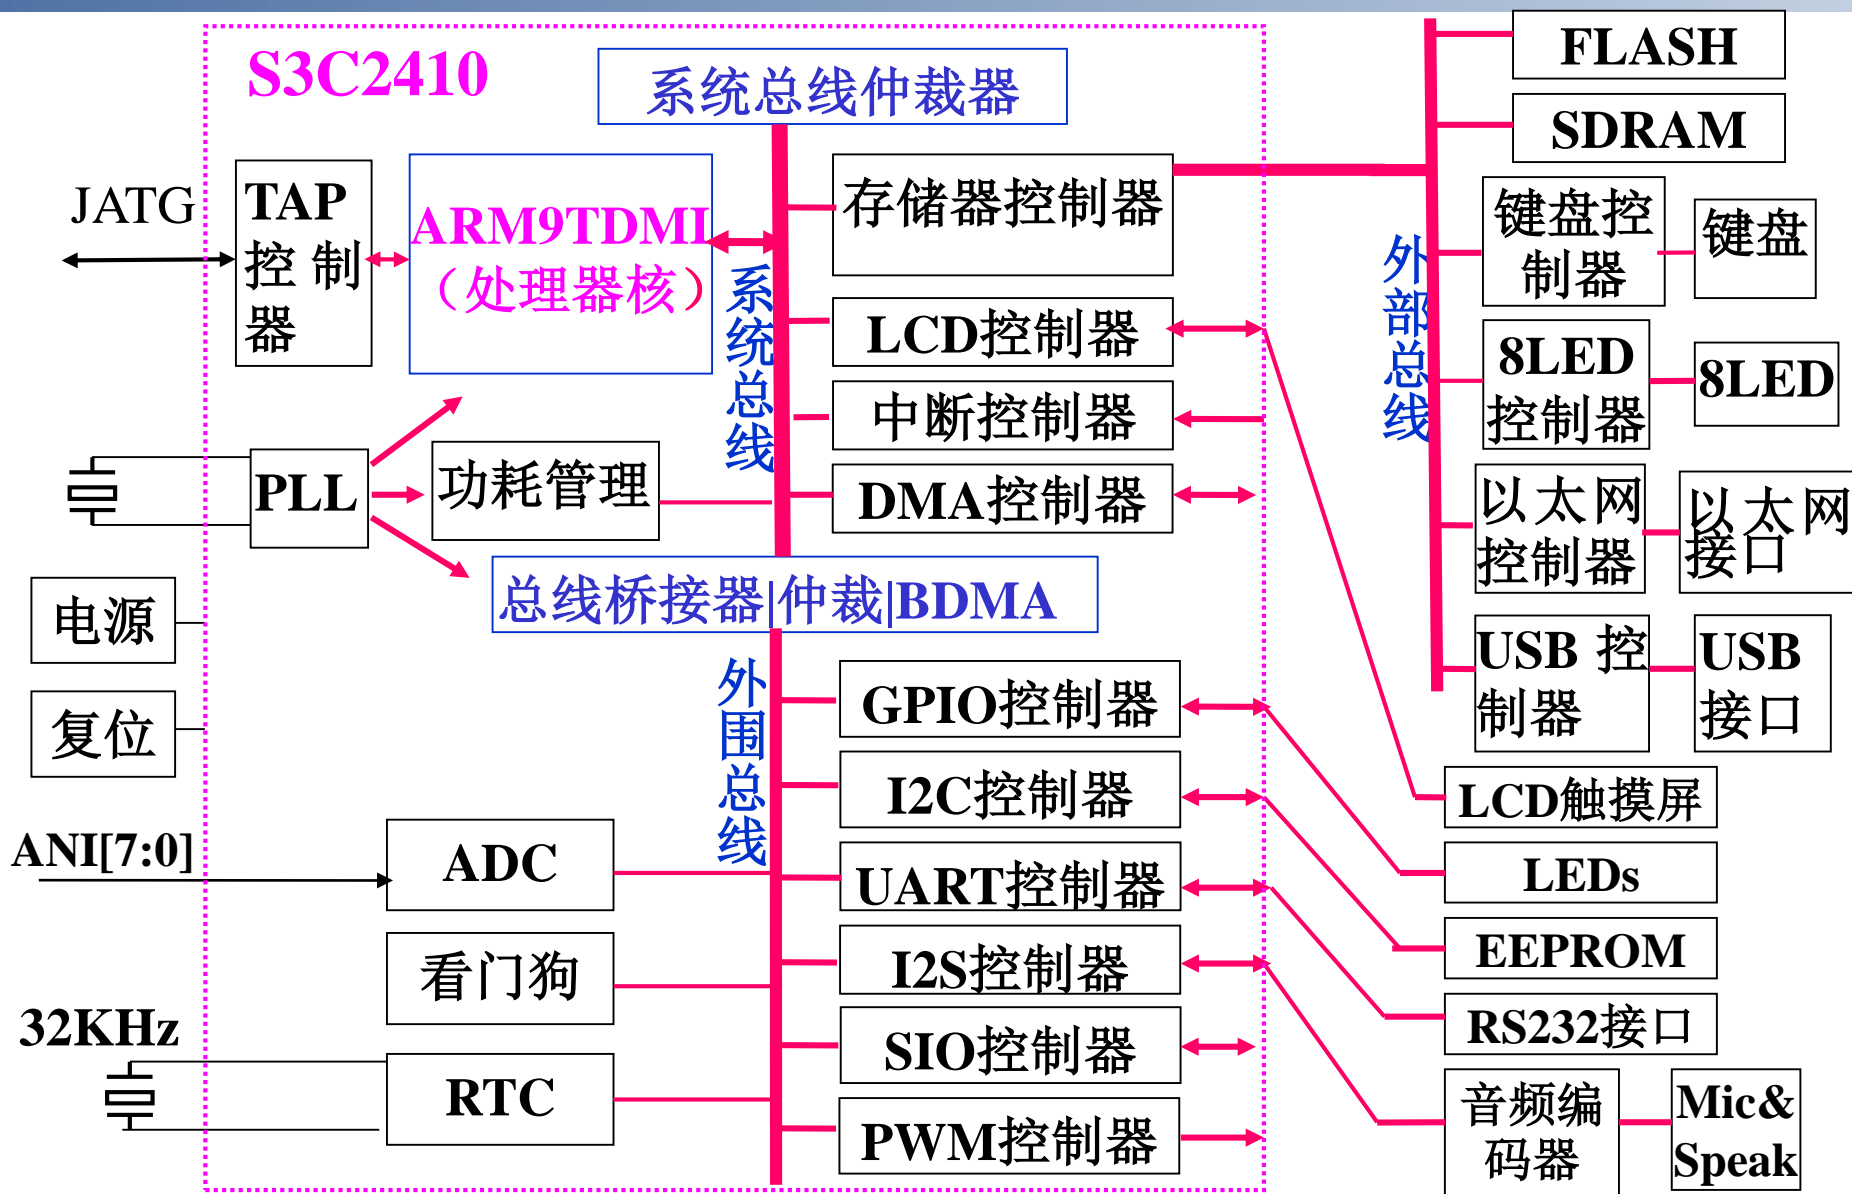 S3C2410
系统总线仲裁器
JATG
TAP
控制
器
ARM9TDMI
（处理器核）
系统总线
存储器控制器
LCD控制器
中断控制器
DMA控制器
PLL
功耗管理
电源
复位
总线桥接器|仲裁|BDMA
外围总线
ANI[7:0]
ADC
看门狗
32KHz
RTC
GPIO控制器
I2C控制器
UART控制器
I2S控制器
SIO控制器
PWM控制器
外部总线
FLASH
SDRAM
键盘控
制器
键盘
8LED
控制器
8LED
以太网
控制器
以太网
接口
USB 控
制器
USB
接口
LCD触摸屏
LEDs
EEPROM
RS232接口
音频编
码器
Mic&
Speak